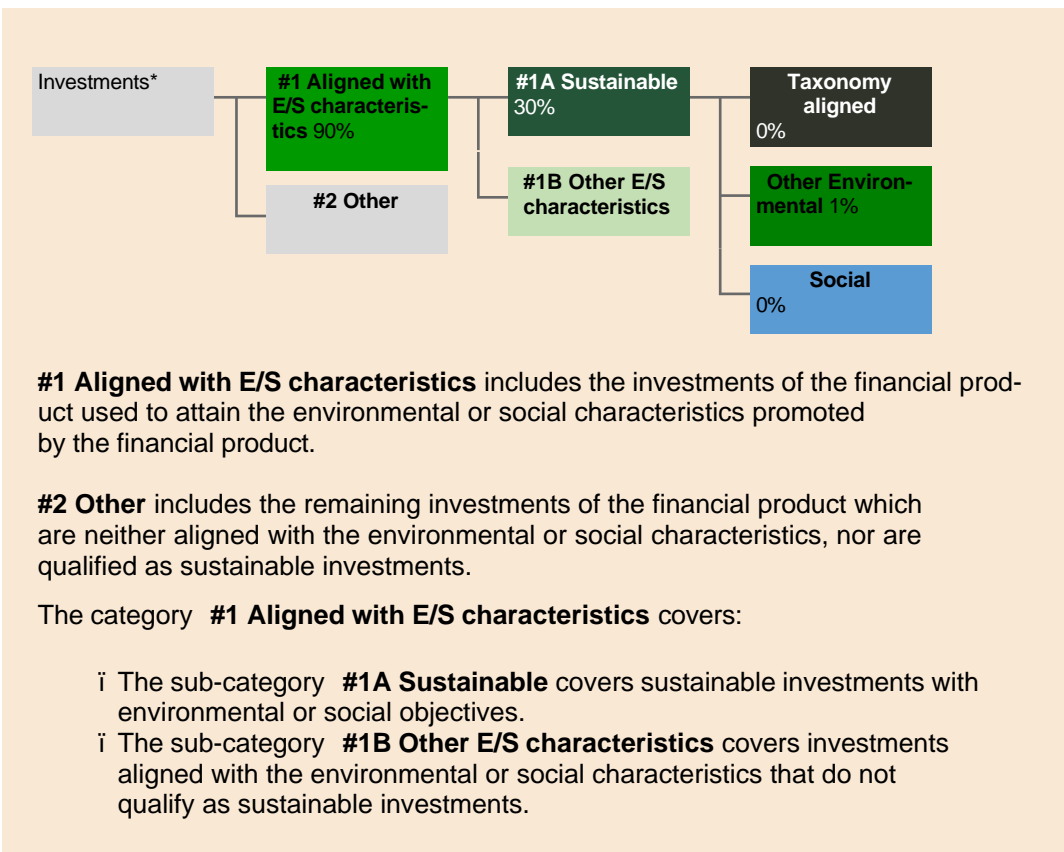 Investments*
#1 Aligned with
E/S characteris-
tics 90%
#2 Other
#1A Sustainable
30%
#1B Other E/S
characteristics
Taxonomy
aligned
0%
Other Environ-
mental 1%
Social
0%
#1 Aligned with E/S characteristics includes the investments of the financial prod-
uct used to attain the environmental or social characteristics promoted
by the financial product.
#2 Other includes the remaining investments of the financial product which
are neither aligned with the environmental or social characteristics, nor are
qualified as sustainable investments.
The category #1 Aligned with E/S characteristics covers:
ï The sub-category #1A Sustainable covers sustainable investments with
environmental or social objectives.
ï The sub-category #1B Other E/S characteristics covers investments
aligned with the environmental or social characteristics that do not
qualify as sustainable investments.